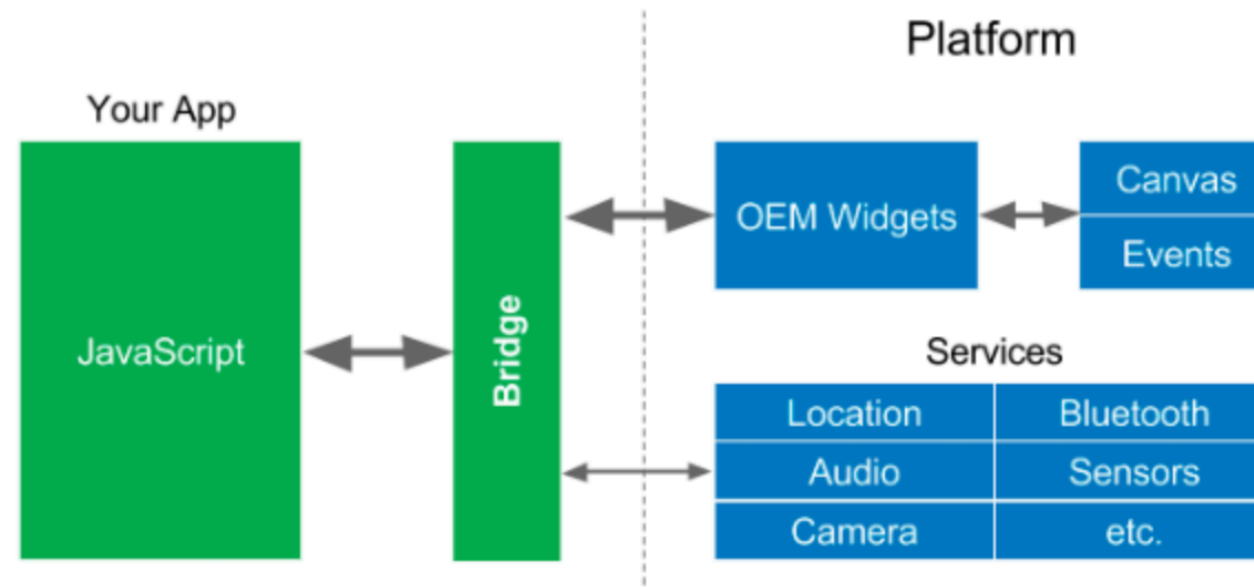 Platform
Your App
JavaScript
Bridge
OEM Widgets
Canvas
Events
Services
Location
Bluetooth
Audio
Sensors
Camera
etc.